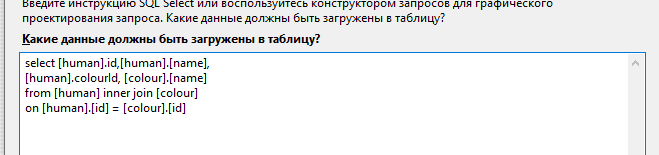 Введите инструкцию SQL Select или воспользуйтесь конструктором запросов для графического
проектирования запроса. Какие данные должны быть загружены в таблицу?
Какие данные должны быть загружены в таблицу?
select [human].id,[human].[name],
[human].colourId, [colour].[name]
from [human] inner join [colour]
on [human].[id] = [colour].[id]